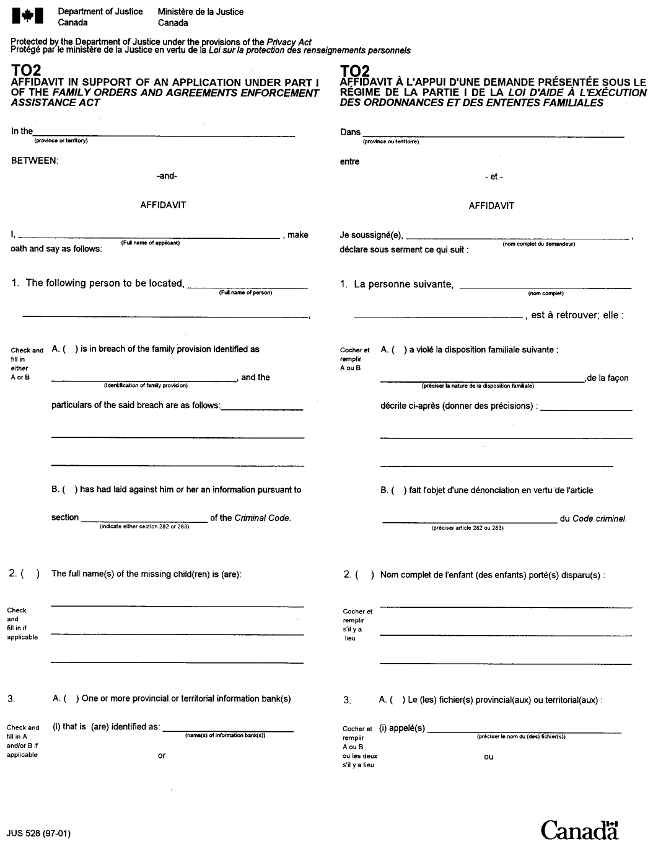 Department of Justice
Canada
Ministère de la Justice
Canada
Protected by the Department of Justice under the provisions of the Privacy Act
Protégé par le ministère de la Justice en vertu de la Loi sur la protection des renseignements personnels
TO2
AFFIDAVIT IN SUPPORT OF AN APPLICATION UNDER PART I
OF THE FAMILY ORDERS AND AGREEMENTS ENFORCEMENT
ASSISTANCE ACT
In the
(province or territory)
BETWEEN:
-and-
AFFIDAVIT
I, , make
(Full name of applicant)
oath and say as follows:
1. The following person to be located,
(Full name of person)
,
Check and
fill in
either
A or B
A. ( ) is in breach of the family provision identified as
, and the
(identification of family provision)
particulars of the said breach are as follows:
B. ( ) has had laid against him or her an information pursuant to
section of the Criminal Code.
(indicate either section 282 or 283)
2. ( ) The full name(s) of the missing child(ren) is (are):
Check
and
fill in if
applicable
3. A. ( ) One or more provincial or territorial information bank(s)
Check and
fill in A
and/or B if
applicable
(i) that is (are) identified as:
(name(s) of information bank(s))
or
JUS 528 (97-01)
TO2
AFFIDAVIT À L'APPUI D'UNE DEMANDE PRÉSENTÉE SOUS LE
RÉGIME DE LA PARTIE I DE LA LOI D'AIDE À L'EXÉCUTION
DES ORDONNANCES ET DES ENTENTES FAMILIALES
Dans
(province ou territoire)
entre
- et -
AFFIDAVIT
Je soussigné(e), ,
(nom complet du demandeur)
déclare sous serment ce qui suit :
1. La personne suivante,
(nom complet)
, est à retrouver; elle :
Cocher et
remplir
A ou B
A. ( ) a violé la disposition familiale suivante :
,de la façon
(préciser la nature de la disposition familiale)
décrite ci-après (donner des précisions) :
B. ( ) fait l'objet d'une dénonciation en vertu de l'article
du Code criminel
(préciser article 282 ou 283)
2. ( ) Nom complet de l'enfant (des enfants) porté(s) disparu(s) :
Cocher et
remplir
s'il y a
lieu
3. A. ( ) Le (les) fichier(s) provincial(aux) ou territorial(aux) :
Cocher et
remplir
A ou B
ou les deux
s'il y a lieu
(i) appelé(s)
(préciser le nom du (des) fichier(s))
ou
Canada